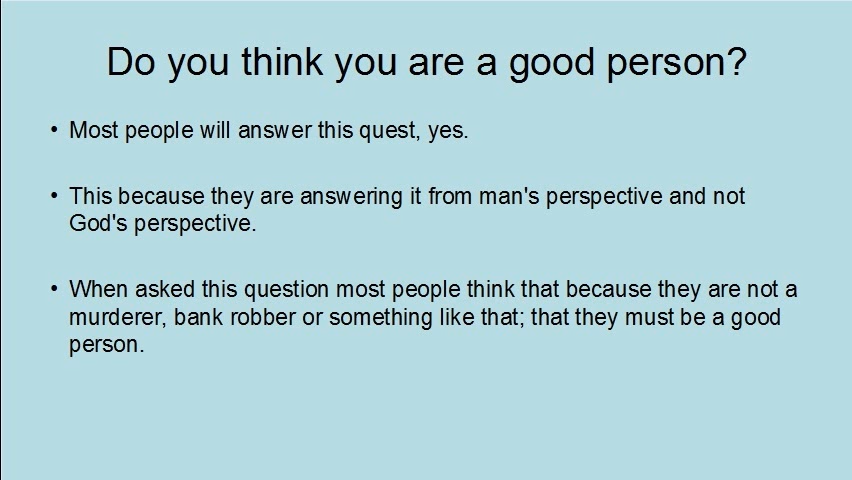 Do you think you are a good person?
• Most people will answer this quest, yes.
• This because they are answering it from man's perspective and not
God's perspective.
• When asked this question most people think that because they are not a
murderer, bank robber or something like that; that they must be a good
person.